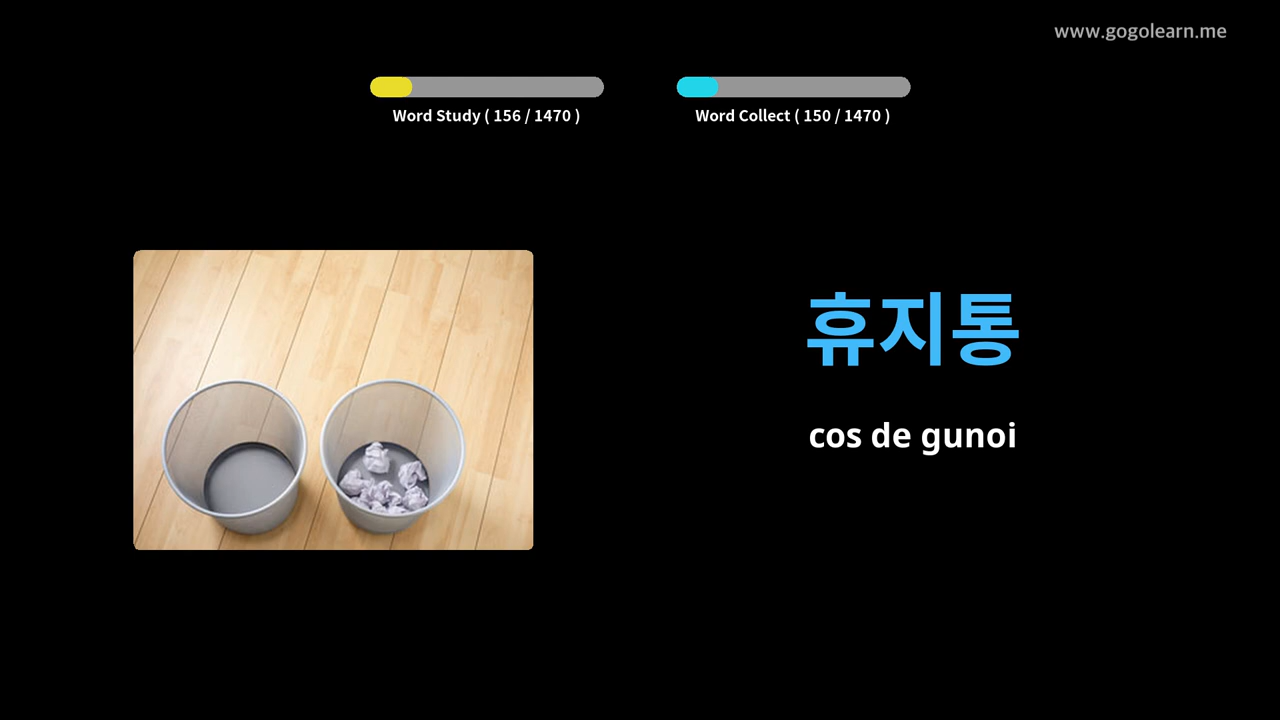 www.gogolearn.me
Word Study ( 156 / 1470 )
Word Collect ( 150 / 1470 )
휴지통
cos de gunoi